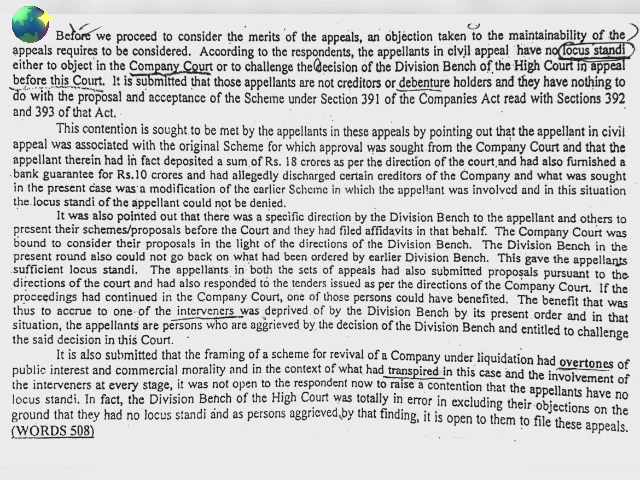 Before we proceed to consider the merits of the appeals, an objection taken to the maintainability of the
appeals requires to be considered. According to the respondents, the appellants in civil appeal have no locus standi
either to object in the Company Court or to challenge the decision of the Division Bench of the High Court in appeal
before this Court. It is submitted that those appellants are not creditors or debenture holders and they have nothing to
do with the proposal and acceptance of the Scheme under Section 391 of the Companies Act read with Sections 392
and 393 of that Act.
This contention is sought to be met by the appellants in these appeals by pointing out that the appellant in civil
appeal was associated with the original Scheme for which approval was sought from the Company Court and that the
appellant therein had in fact deposited a sum of Rs. 18 crores as per the direction of the court and had also furnished a
bank guarantee for Rs.10 crores and had allegedly discharged certain creditors of the Company and what was sought
in the present case was a modification of the earlier Scheme in which the appellant was involved and in this situation
the locus standi of the appellant could not be denied.
It was also pointed out that there was a specific direction by the Division Bench to the appellant and others to
present their schemes/proposals before the Court and they had filed affidavits in that behalf. The Company Court was
bound to consider their proposals in the light of the directions of the Division Bench. The Division Bench in the
present round also could not go back on what had been ordered by earlier Division Bench. This gave the appellants
sufficient locus standi. The appellants in both the sets of appeals had also submitted proposals pursuant to the
directions of the court and had also responded to the tenders issued as per the directions of the Company Court. If the
proceedings had continued in the Company Court, one of those persons could have benefited. The benefit that was
thus to accrue to one of the interveners was deprived of by the Division Bench by its present order and in that
situation, the appellants are persons who are aggrieved by the decision of the Division Bench and entitled to challenge
the said decision in this Court.
It is also submitted that the framing of a scheme for revival of a Company under liquidation had overtones of
public interest and commercial morality and in the context of what had transpired in this case and the involvement of
the interveners at every stage, it was not open to the respondent now to raise a contention that the appellants have no
locus standi. In fact, the Division Bench of the High Court was totally in error in excluding their objections on the
ground that they had no locus standi and as persons aggrieved by that finding, it is open to them to file these appeals.
(WORDS 508)